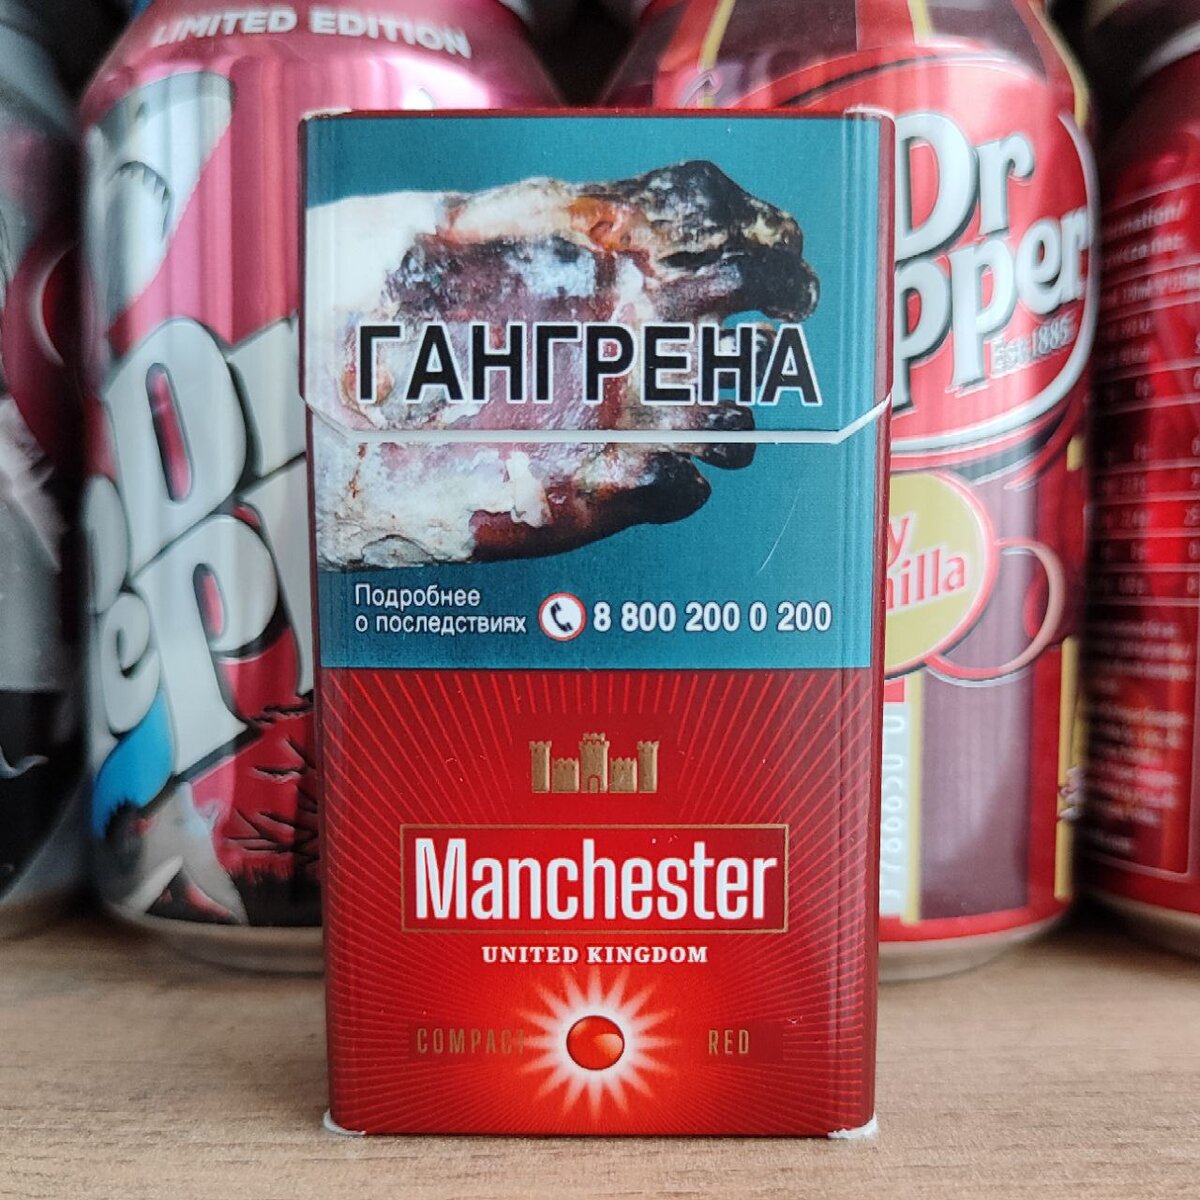 LIMITED EDITION
Dr
Pepper
EST. 1885
ГАНГРЕНА
Подробнее
о последствиях
8 800 200 0 200
Manchester
UNITED KINGDOM
COMPACT RED